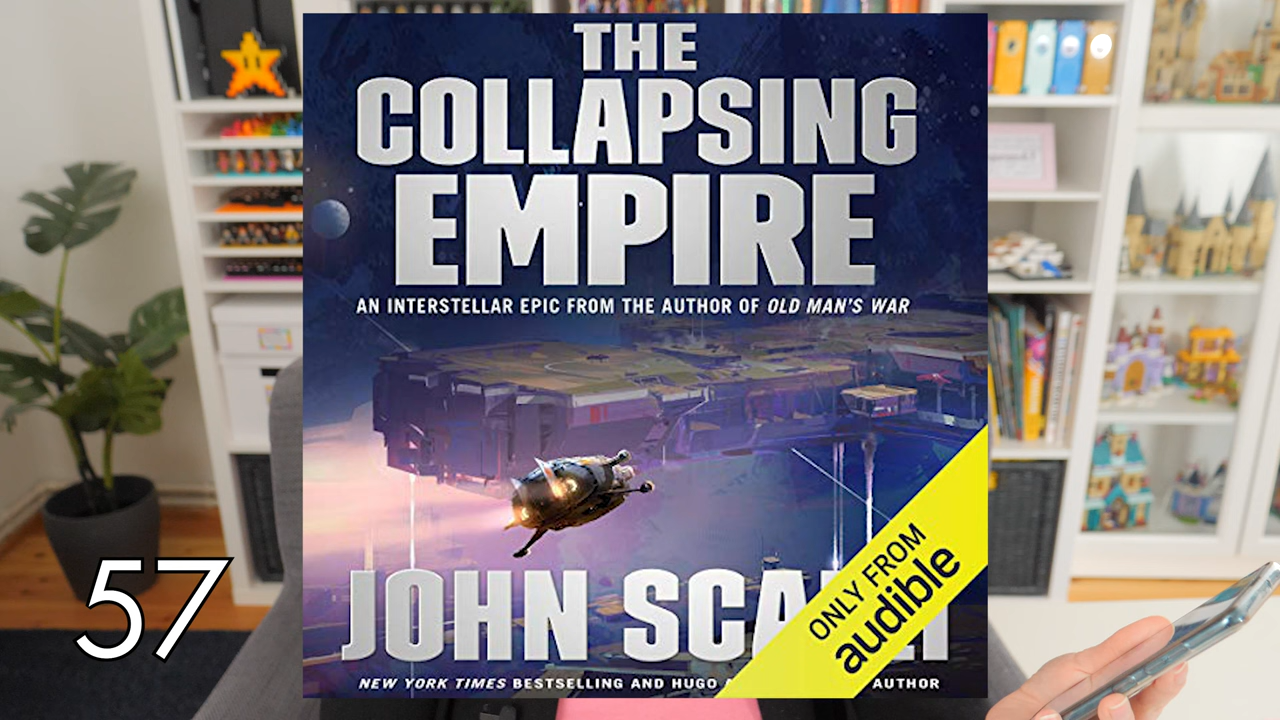 THE
COLLAPSING
EMPIRE
AN INTERSTELLAR EPIC FROM THE AUTHOR OF OLD MAN'S WAR
ONLY FROM
audible
57
JOHN
NEW YORK TIMES BESTSELLING AND HUGO AUTHOR